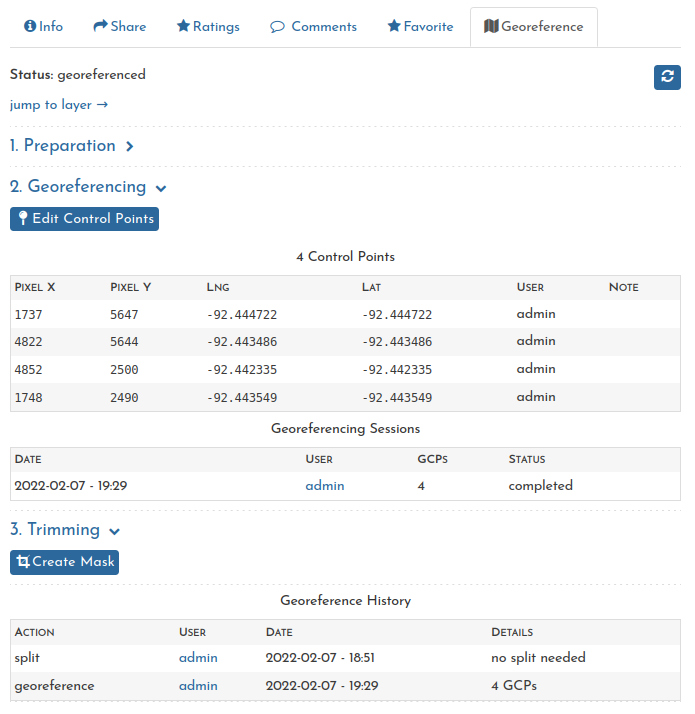 Info Share Ratings Comments Favorite Georeference
Status: georeferenced
jump to layer →
1. Preparation
2. Georeferencing
Edit Control Points
4 Control Points
Pixel X Pixel Y Lng Lat User Note
1737 5647 -92.444722 -92.444722 admin
4822 5644 -92.443486 -92.443486 admin
4852 2500 -92.442335 -92.442335 admin
1748 2490 -92.443549 -92.443549 admin
Georeferencing Sessions
Date User GCPs Status
2022-02-07 - 19:29 admin 4 completed
3. Trimming
Create Mask
Georeference History
Action User Date Details
split admin 2022-02-07 - 18:51 no split needed
georeference admin 2022-02-07 - 19:29 4 GCPs